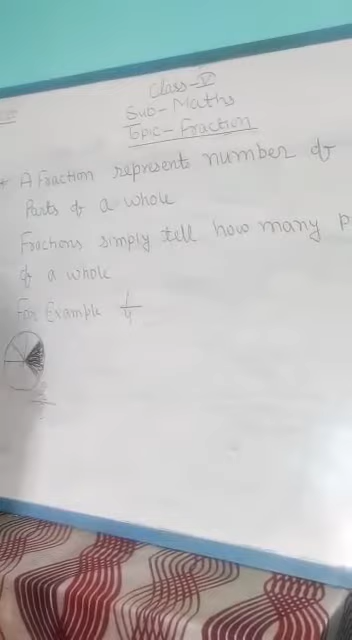 Class - V
Sub - Maths
Topic - Fraction
* A fraction represents number of
Parts of a whole
Fractions simply tell how many P
of a whole
For Example 1/4